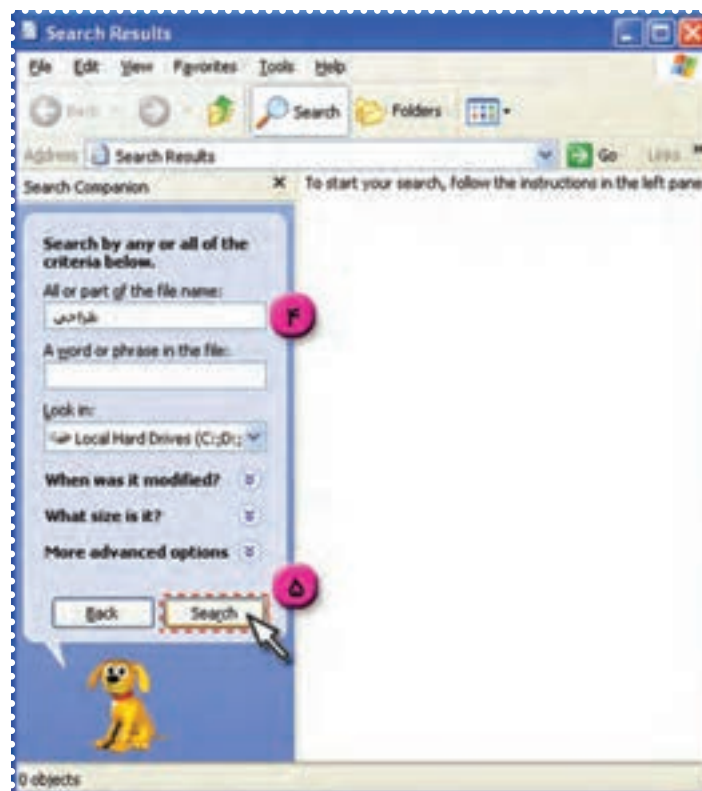 Search Results
File Edit View Favorites Tools Help
Back Search Folders
Address Search Results Go Links »
Search Companion × To start your search, follow the instructions in the left pane
Search by any or all of the
criteria below.
All or part of the file name:
طراحی
۴
A word or phrase in the file:
Look in:
Local Hard Drives (C:;D:;
When was it modified?
What size is it?
More advanced options
۵
Back Search
0 objects